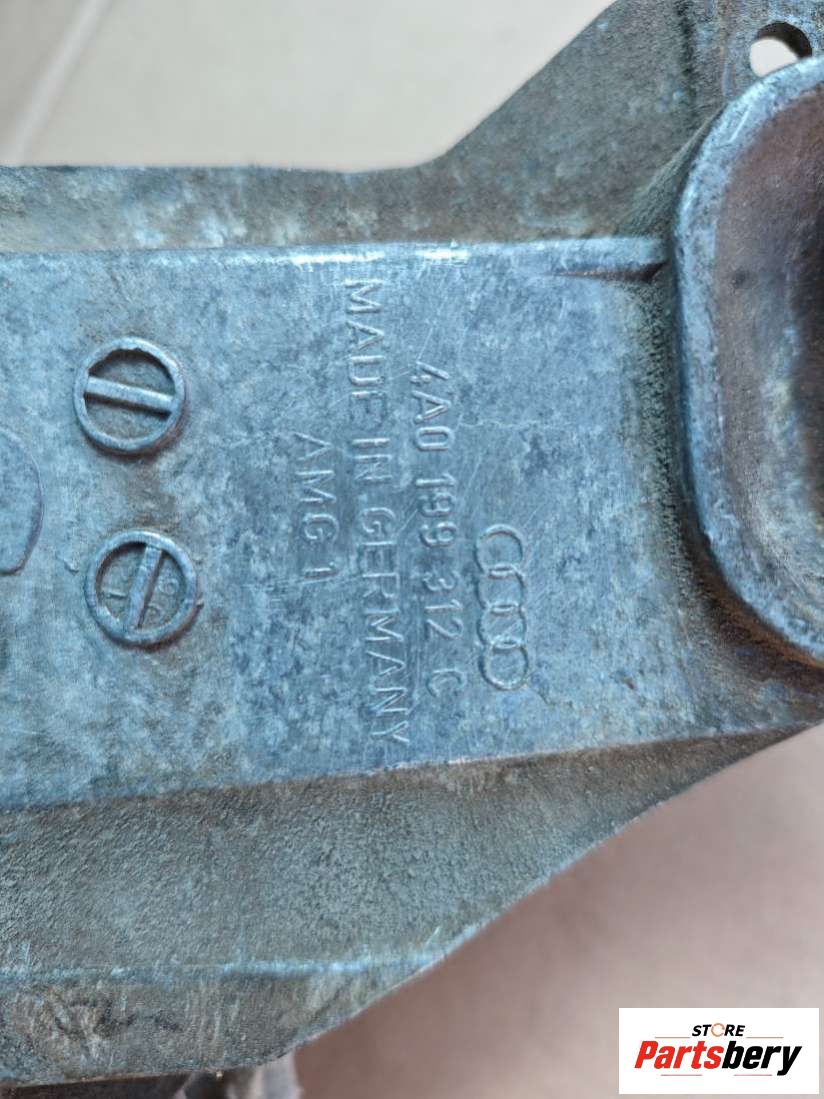 4A0 199 312 C
MADE IN GERMANY
AMG 1
STORE
Partsbery